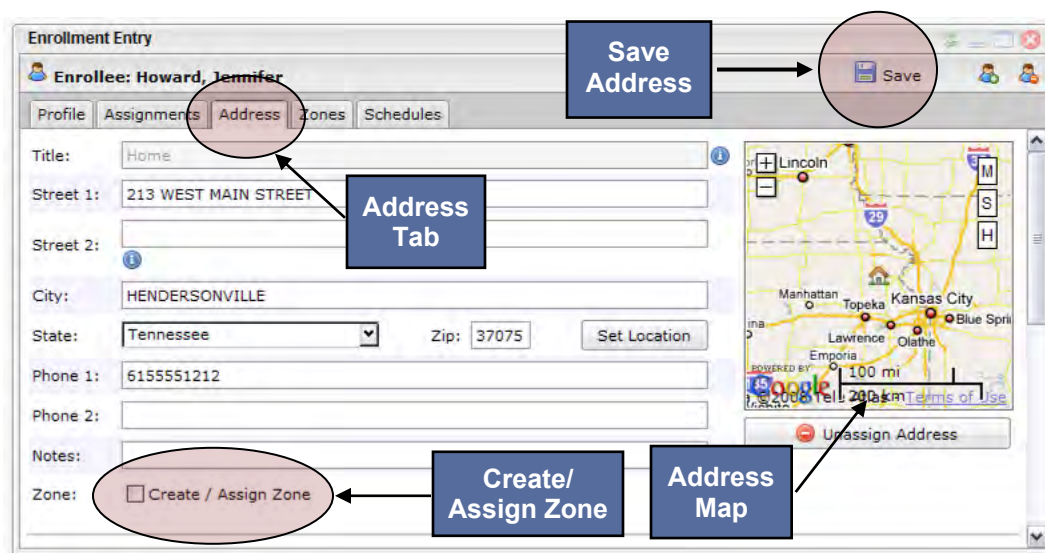 Enrollment Entry
Save
Address
Enrollee: Howard, Jennifer
Save
Profile Assignments Address Zones Schedules
Title: Home
Street 1: 213 WEST MAIN STREET
Address
Tab
Street 2:
City: HENDERSONVILLE
State: Tennessee Zip: 37075 Set Location
Phone 1: 6155551212
Phone 2:
Notes:
Zone: Create / Assign Zone
Create/
Assign Zone
Address
Map
Lincoln
M
S
29
H
Manhattan
Topeka
Kansas City
Blue Spri
Lawrence
Olathe
Emporia
POWERED BY
100 mi
Google
200 km
©2008 Tele Atlas - Terms of Use
Unassign Address